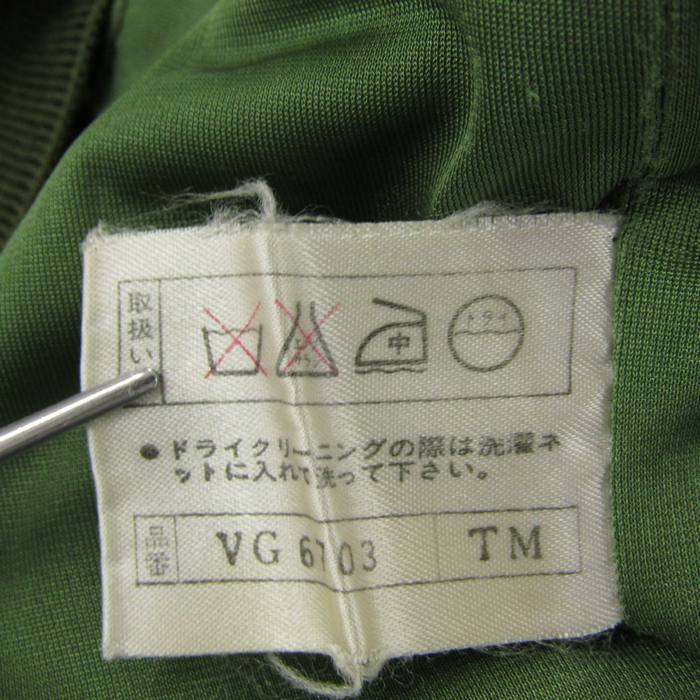 取扱い
中
ドライ
●ドライクリーニングの際は洗濯ネ
ットに入れて洗って下さい。
品番
VG 6103
TM